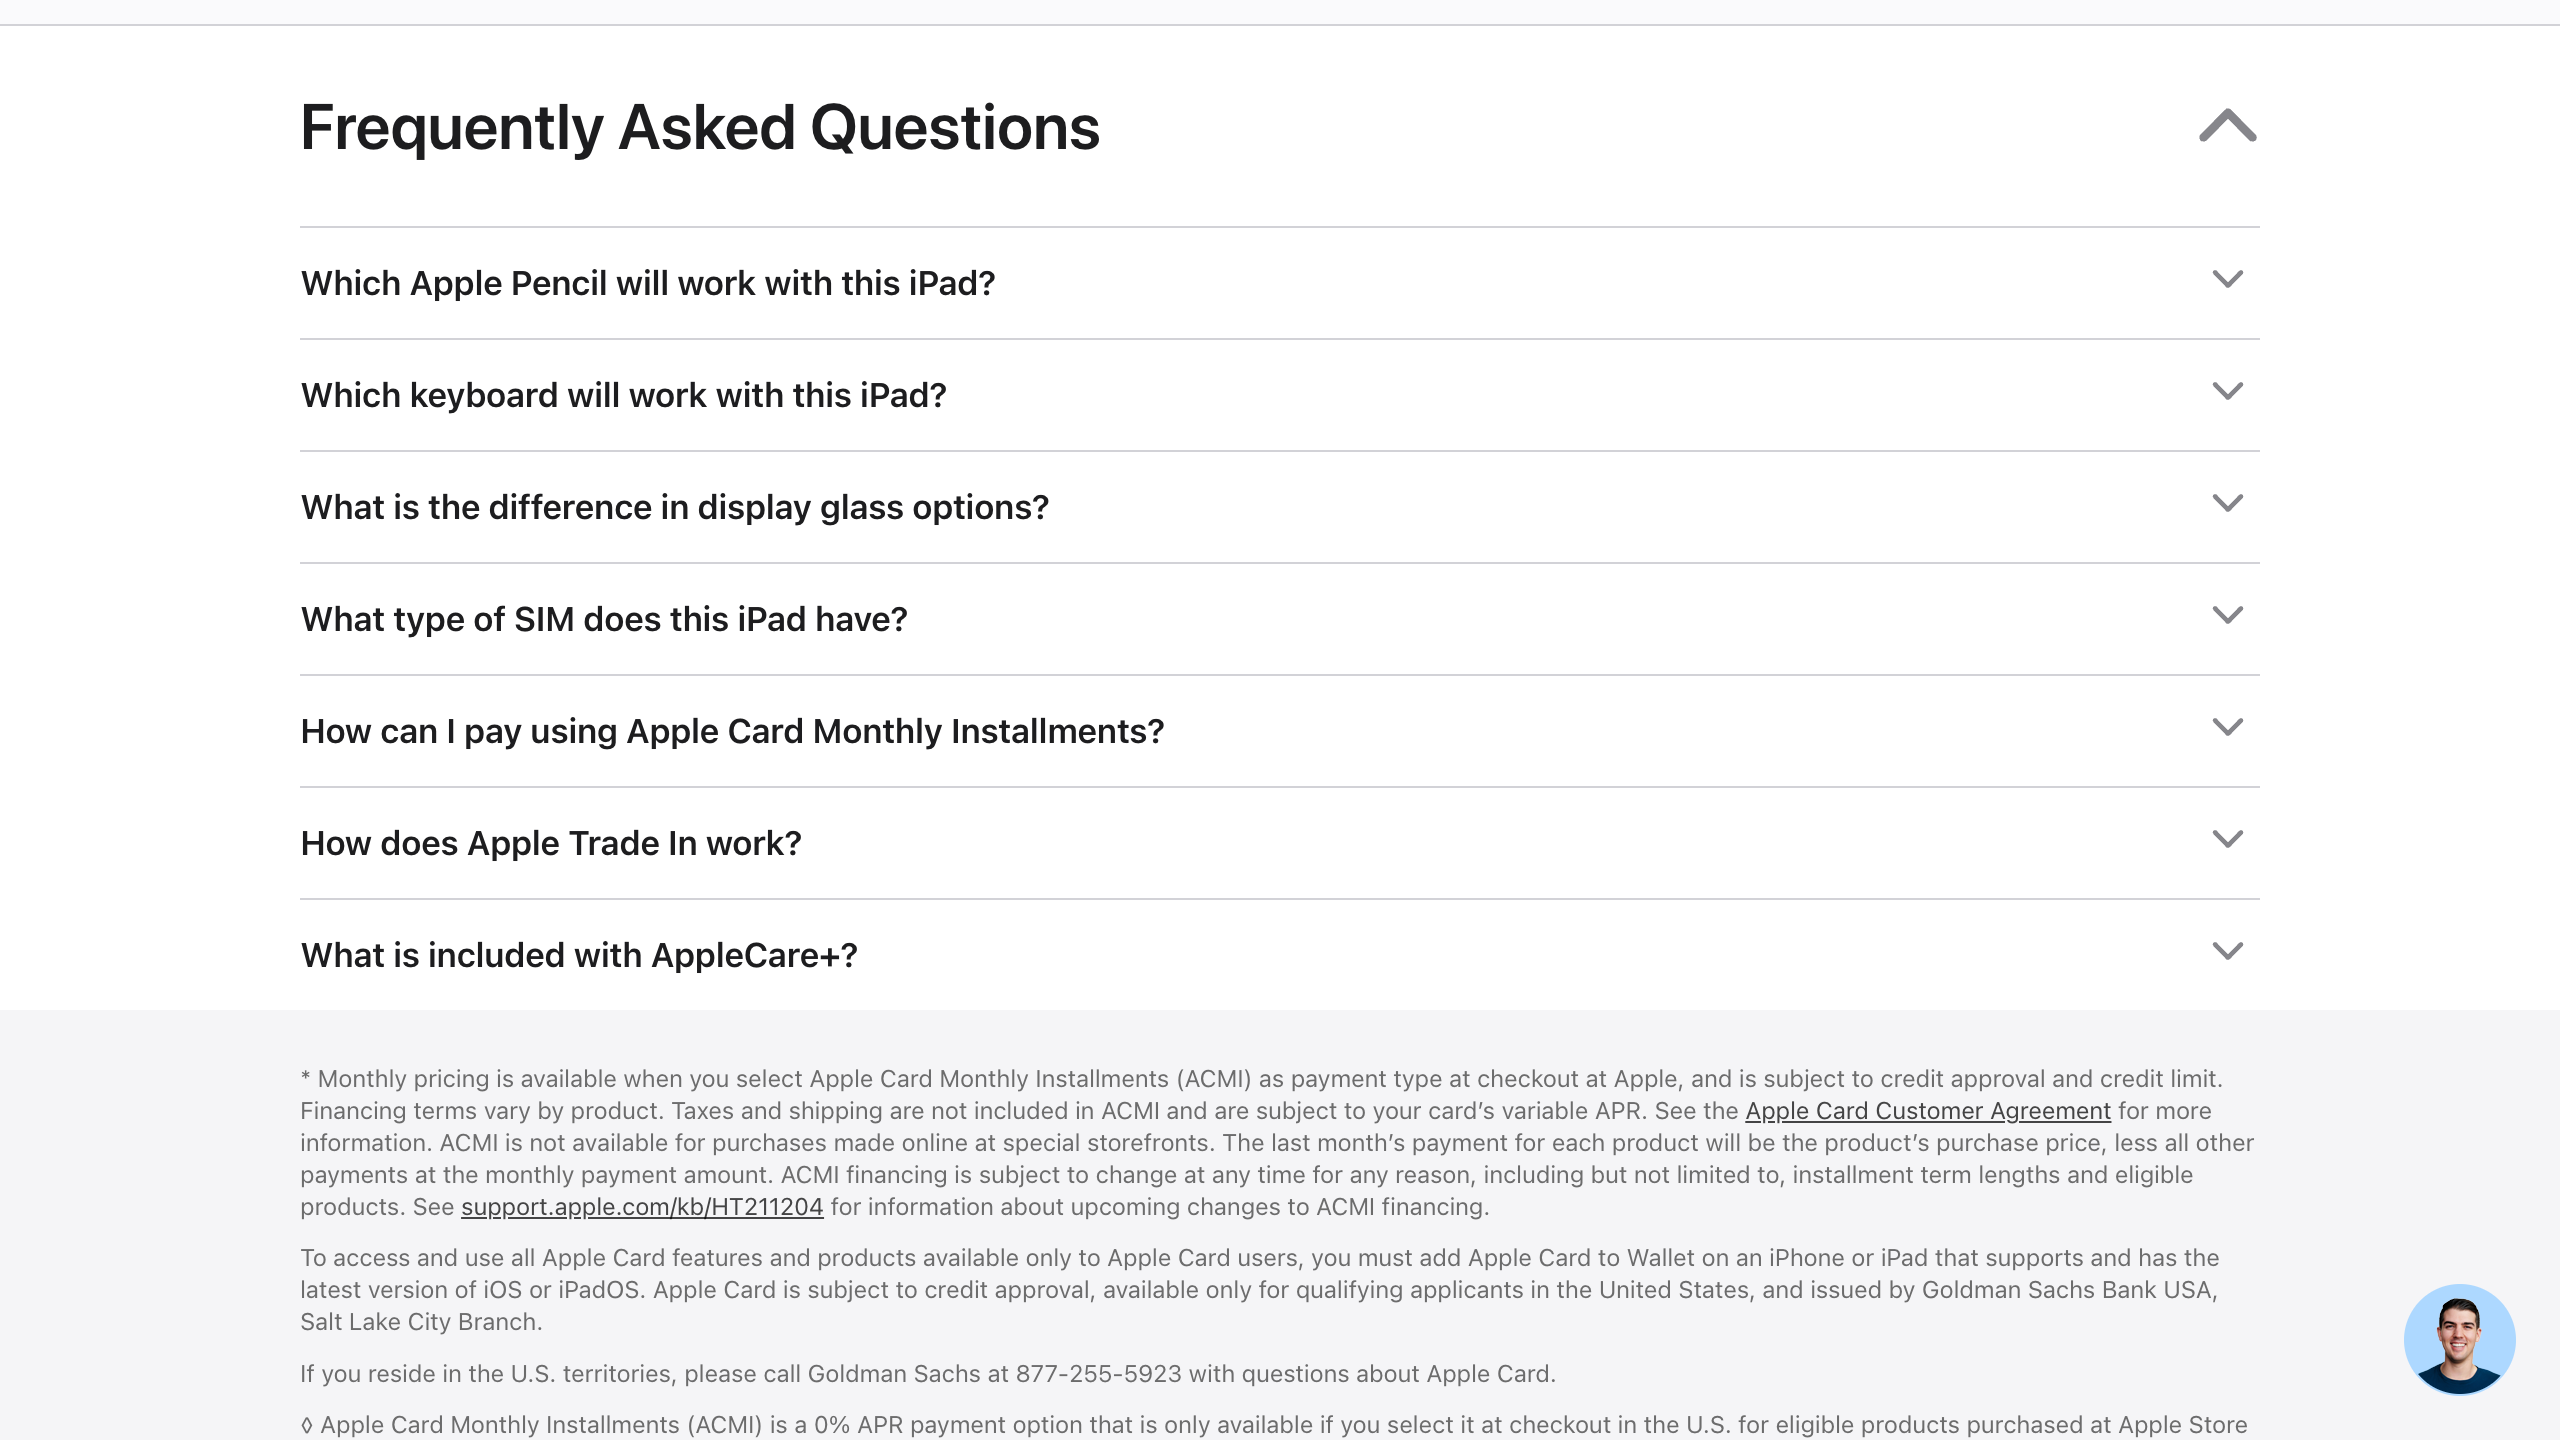 Frequently Asked Questions
Which Apple Pencil will work with this iPad?
Which keyboard will work with this iPad?
What is the difference in display glass options?
What type of SIM does this iPad have?
How can I pay using Apple Card Monthly Installments?
How does Apple Trade In work?
What is included with AppleCare+?
* Monthly pricing is available when you select Apple Card Monthly Installments (ACMI) as payment type at checkout at Apple, and is subject to credit approval and credit limit.
Financing terms vary by product. Taxes and shipping are not included in ACMI and are subject to your card’s variable APR. See the Apple Card Customer Agreement for more
information. ACMI is not available for purchases made online at special storefronts. The last month’s payment for each product will be the product’s purchase price, less all other
payments at the monthly payment amount. ACMI financing is subject to change at any time for any reason, including but not limited to, installment term lengths and eligible
products. See support.apple.com/kb/HT211204 for information about upcoming changes to ACMI financing.
To access and use all Apple Card features and products available only to Apple Card users, you must add Apple Card to Wallet on an iPhone or iPad that supports and has the
latest version of iOS or iPadOS. Apple Card is subject to credit approval, available only for qualifying applicants in the United States, and issued by Goldman Sachs Bank USA,
Salt Lake City Branch.
If you reside in the U.S. territories, please call Goldman Sachs at 877-255-5923 with questions about Apple Card.
◊ Apple Card Monthly Installments (ACMI) is a 0% APR payment option that is only available if you select it at checkout in the U.S. for eligible products purchased at Apple Store